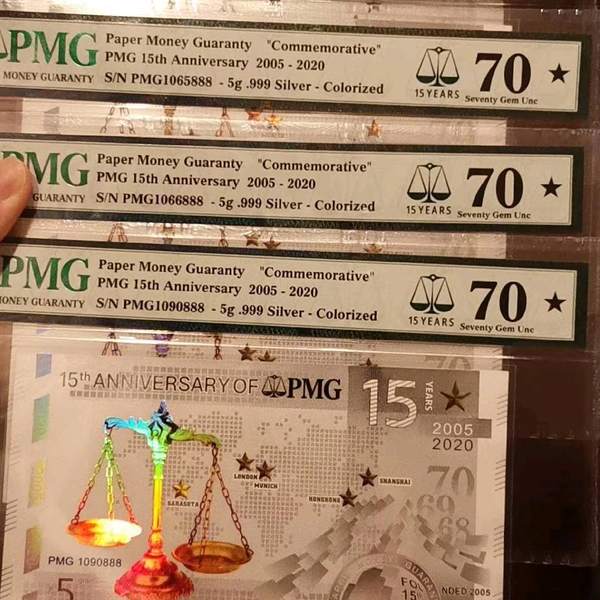 PMG Paper Money Guaranty "Commemorative"
PMG 15th Anniversary 2005 - 2020
MONEY GUARANTY S/N PMG1065888 - 5g .999 Silver - Colorized
15 YEARS
70 ★
Seventy Gem Unc
PMG Paper Money Guaranty "Commemorative"
PMG 15th Anniversary 2005 - 2020
GUARANTY S/N PMG1066888 - 5g .999 Silver - Colorized
15 YEARS
70 ★
Seventy Gem Unc
PMG Paper Money Guaranty "Commemorative"
PMG 15th Anniversary 2005 - 2020
MONEY GUARANTY S/N PMG1090888 - 5g .999 Silver - Colorized
15 YEARS
70 ★
Seventy Gem Unc
15th ANNIVERSARY OF PMG
15 YEARS
2005
2020
LONDON
MUNICH
SHANGHAI
HONGKONG
SARASOTA
70
69
68
PMG 1090888
5
NDED 2005
15